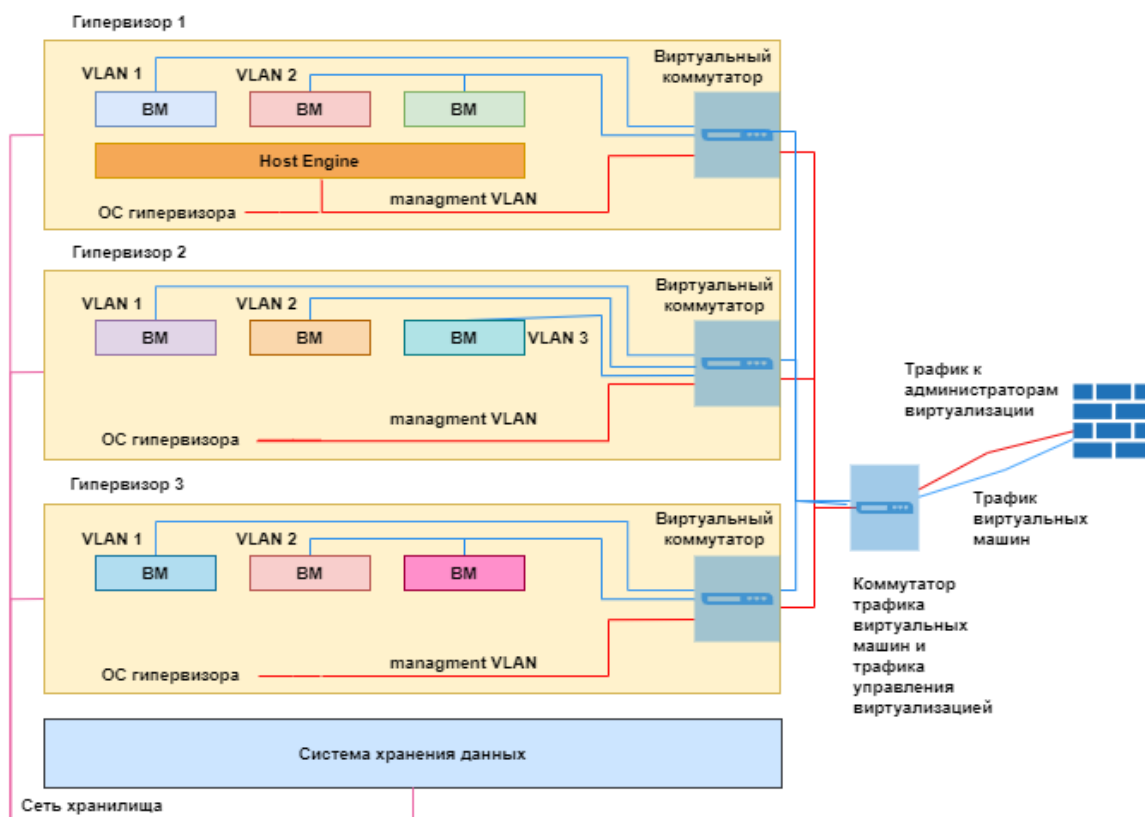 Гипервизор 1
VLAN 1
VLAN 2
Виртуальный
коммутатор
ВМ
ВМ
ВМ
Host Engine
managment VLAN
ОС гипервизора
Гипервизор 2
VLAN 1
VLAN 2
Виртуальный
коммутатор
ВМ
ВМ
ВМ
VLAN 3
managment VLAN
ОС гипервизора
Трафик к
администраторам
виртуализации
Гипервизор 3
VLAN 1
VLAN 2
Виртуальный
коммутатор
ВМ
ВМ
ВМ
managment VLAN
ОС гипервизора
Трафик
виртуальных
машин
Коммутатор
трафика
виртуальных
машин и
трафика
управления
виртуализацией
Система хранения данных
Сеть хранилища